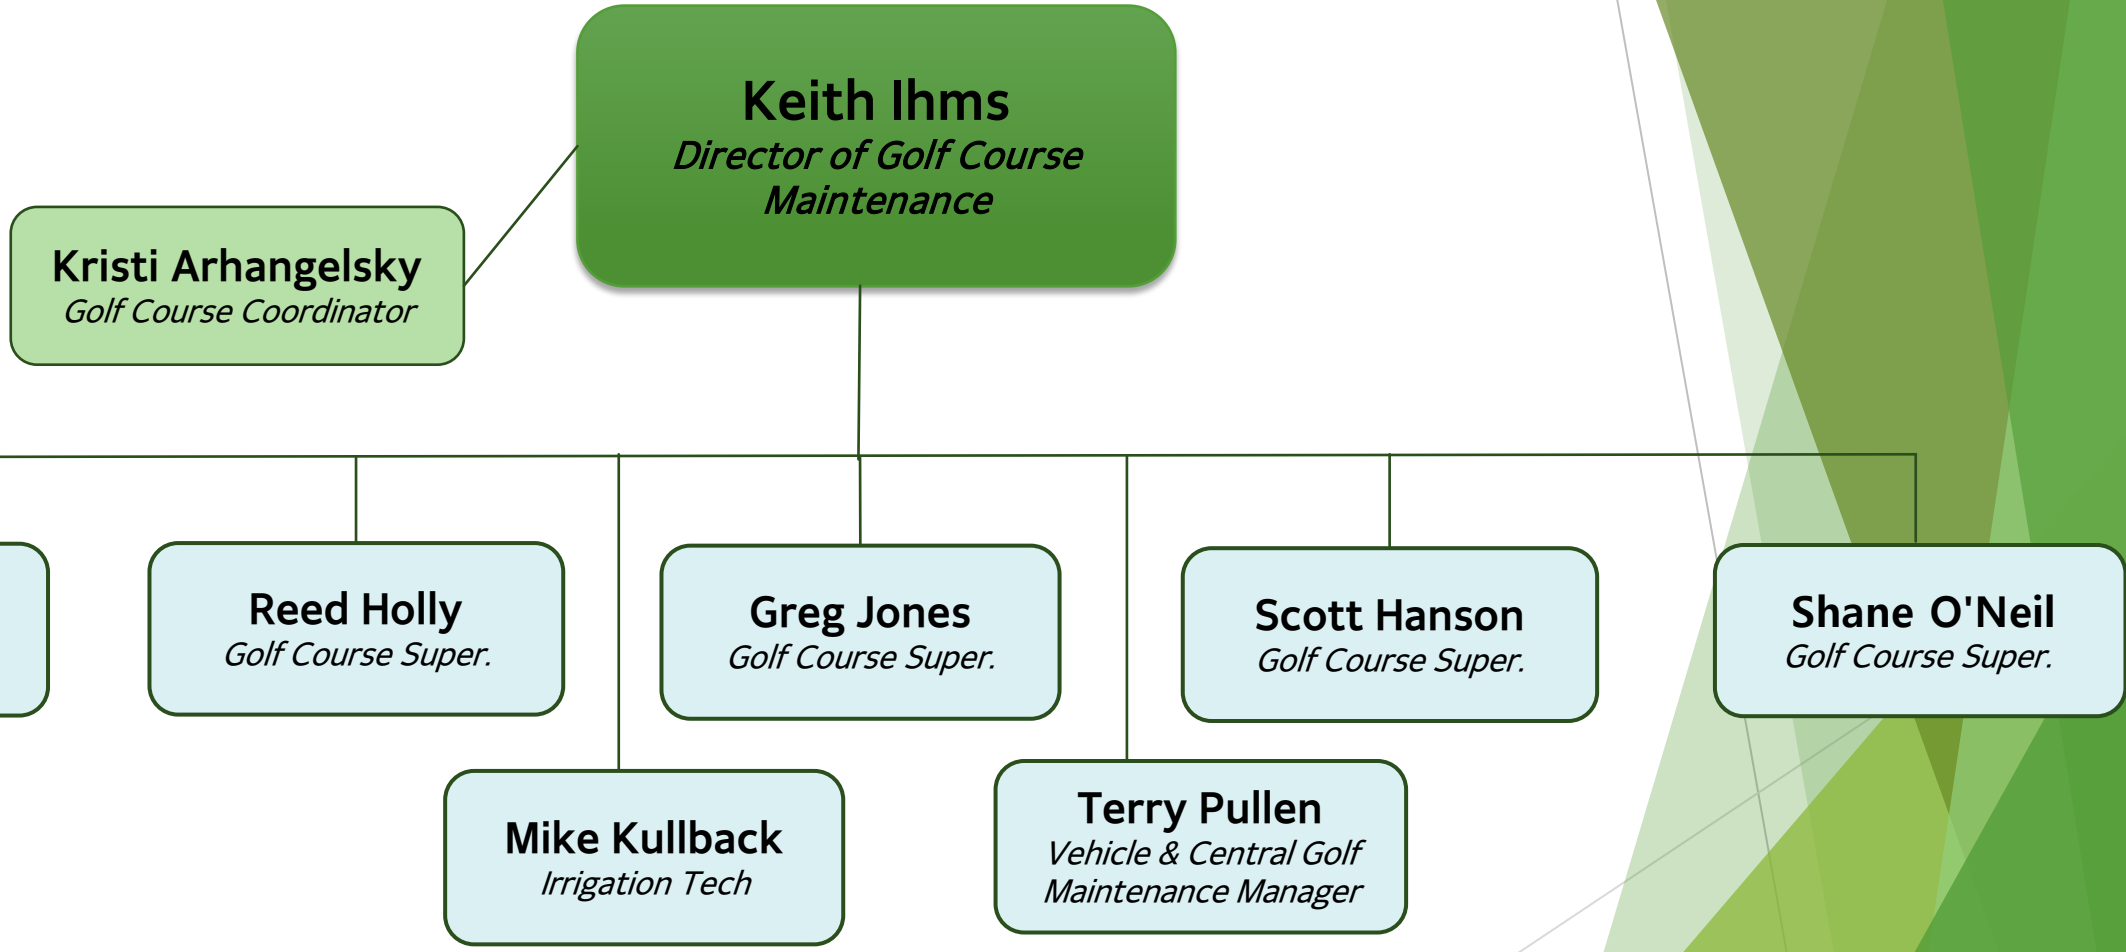 Keith Ihms
Director of Golf Course
Maintenance
Kristi Arhangelsky
Golf Course Coordinator
Reed Holly
Golf Course Super.
Greg Jones
Golf Course Super.
Scott Hanson
Golf Course Super.
Shane O'Neil
Golf Course Super.
Mike Kullback
Irrigation Tech
Terry Pullen
Vehicle & Central Golf
Maintenance Manager